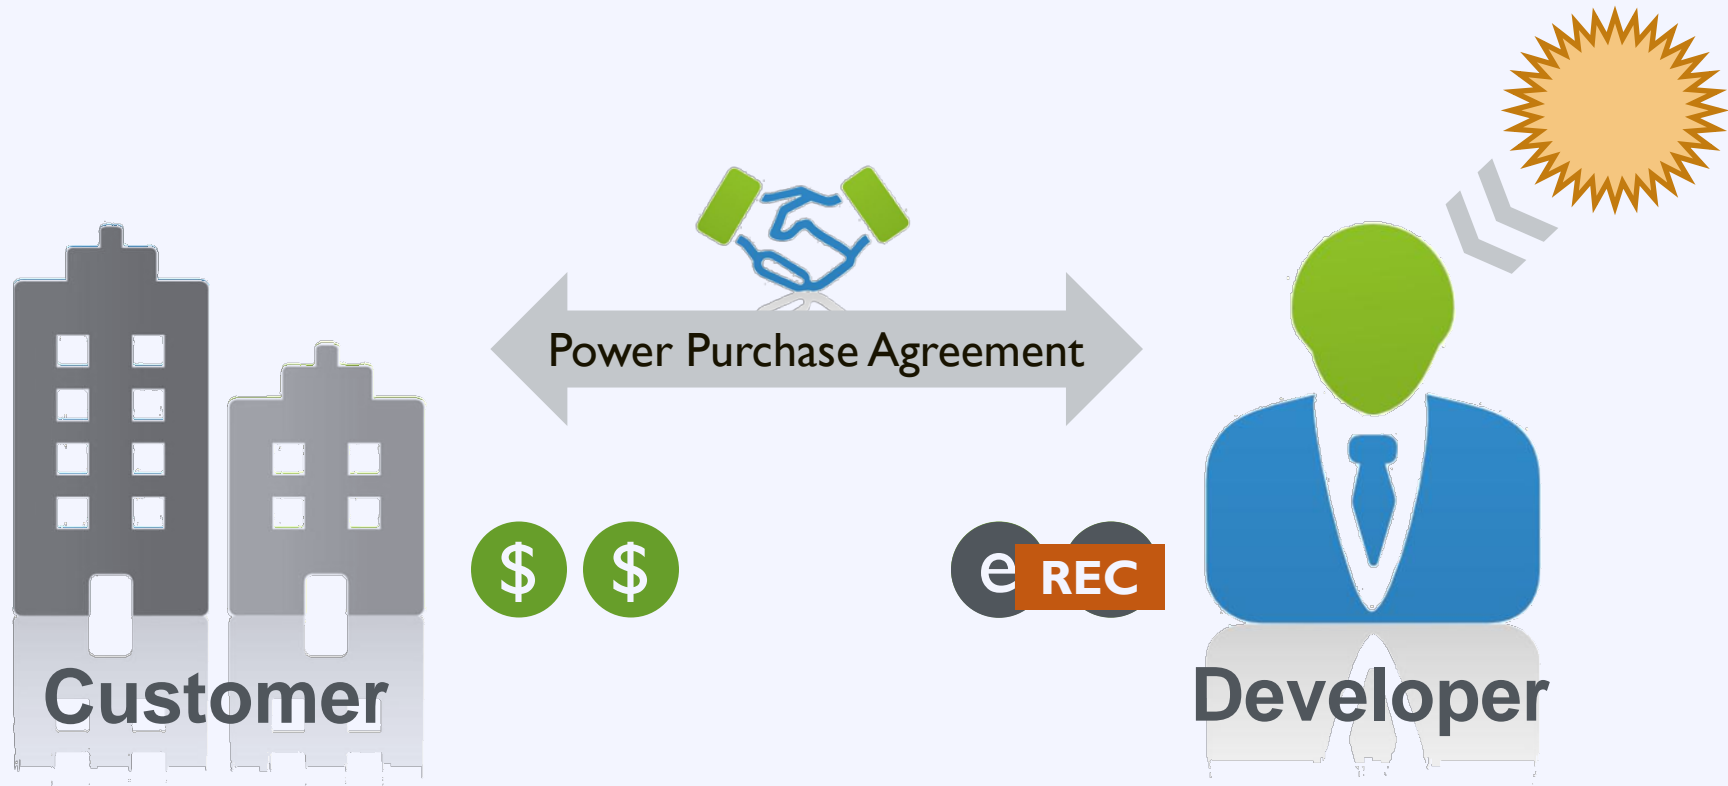 Power Purchase Agreement
$ $
e REC
Customer
Developer